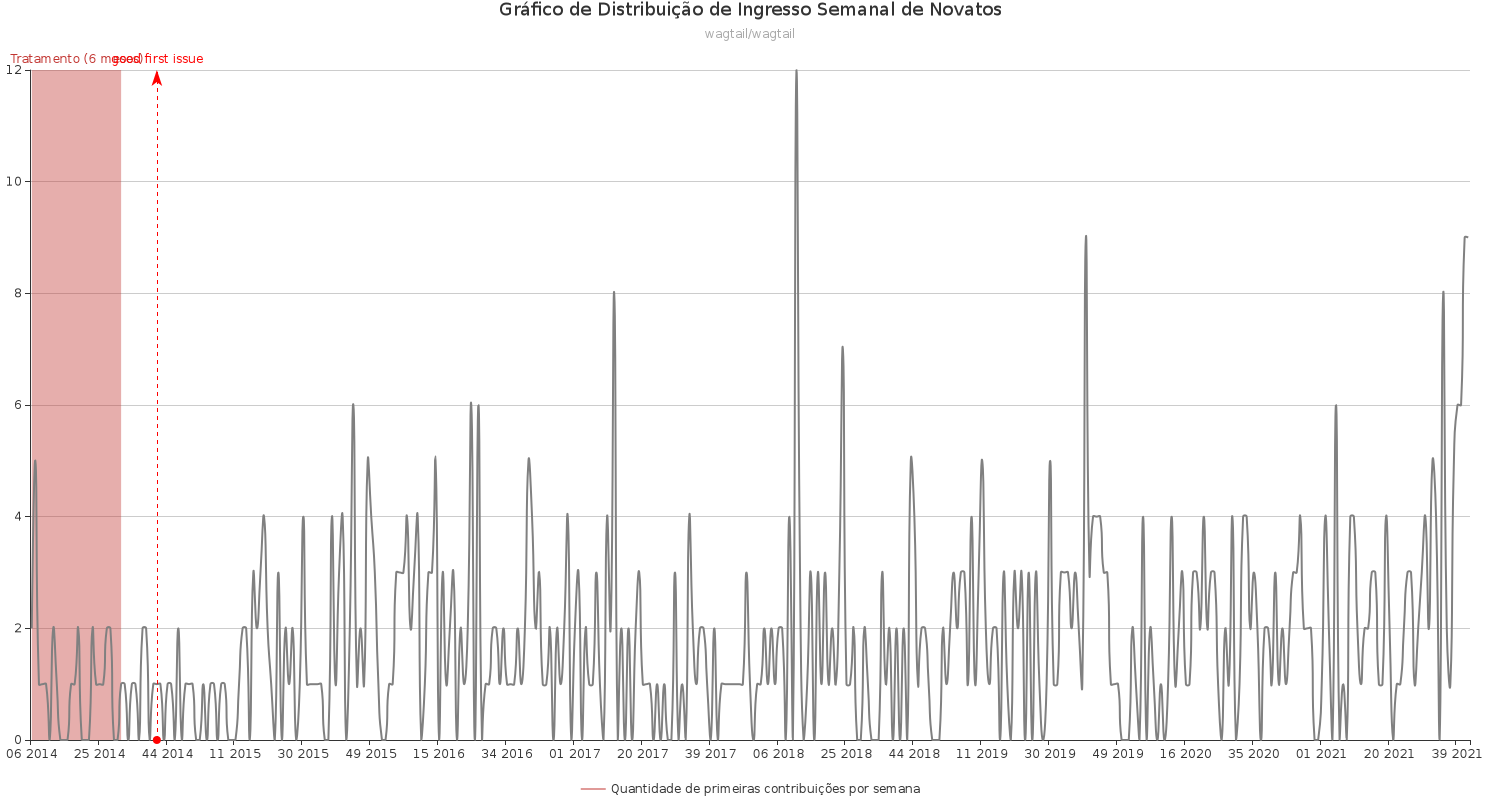 Gráfico de Distribuição de Ingresso Semanal de Novatos
wagtail/wagtail
Tratamento (6 meses) good first issue
12
10
8
6
4
2
0
06 2014 25 2014 44 2014 11 2015 30 2015 49 2015 15 2016 34 2016 01 2017 20 2017 39 2017 06 2018 25 2018 44 2018 11 2019 30 2019 49 2019 16 2020 35 2020 01 2021 20 2021 39 2021
Quantidade de primeiras contribuições por semana